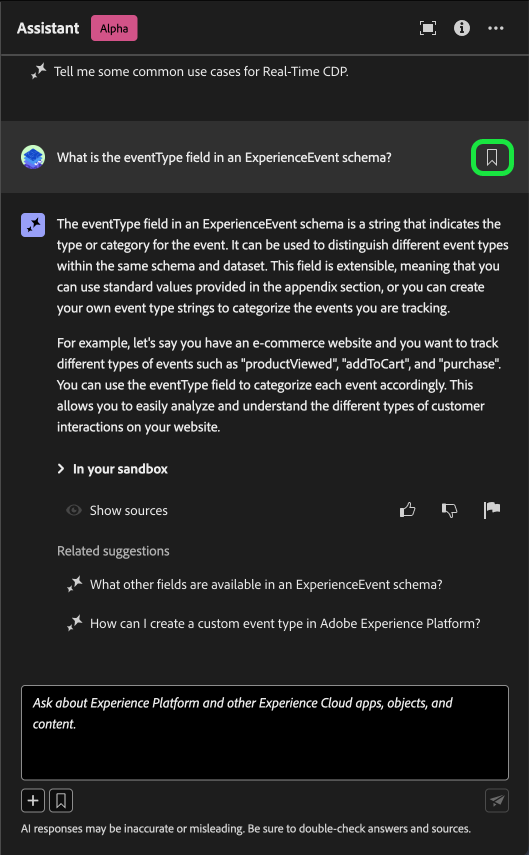 Assistant Alpha
Tell me some common use cases for Real-Time CDP.
What is the eventType field in an ExperienceEvent schema?
The eventType field in an ExperienceEvent schema is a string that indicates the
type or category for the event. It can be used to distinguish different event types
within the same schema and dataset. This field is extensible, meaning that you
can use standard values provided in the appendix section, or you can create
your own event type strings to categorize the events you are tracking.
For example, let's say you have an e-commerce website and you want to track
different types of events such as "productViewed", "addToCart", and "purchase".
You can use the eventType field to categorize each event accordingly. This
allows you to easily analyze and understand the different types of customer
interactions on your website.
In your sandbox
Show sources
Related suggestions
What other fields are available in an ExperienceEvent schema?
How can I create a custom event type in Adobe Experience Platform?
Ask about Experience Platform and other Experience Cloud apps, objects, and
content.
AI responses may be inaccurate or misleading. Be sure to double-check answers and sources.